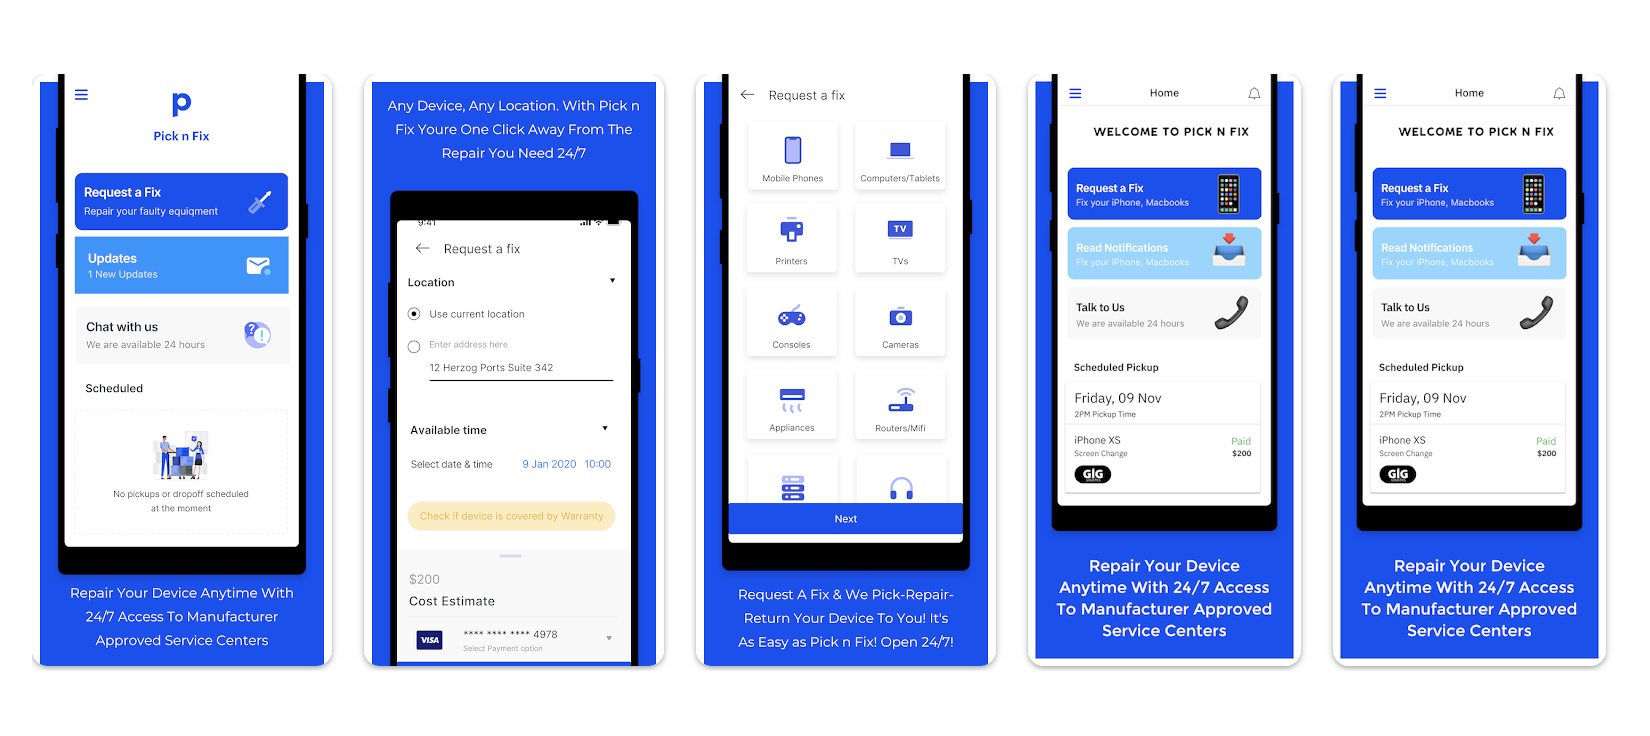 p
Pick n Fix
Request a Fix
Repair your faulty equiqment
Updates
1 New Updates
Chat with us
We are available 24 hours
Scheduled
No pickups or dropoff scheduled
at the moment
Repair Your Device Anytime With
24/7 Access To Manufacturer
Approved Service Centers
Any Device, Any Location. With Pick n
Fix Youre One Click Away From The
Repair You Need 24/7
9:41
Request a fix
Location
Use current location
Enter address here
12 Herzog Ports Suite 342
Available time
Select date & time 9 Jan 2020 10:00
Check if device is covered by Warranty
$200
Cost Estimate
VISA **** **** **** 4978
Select Payment option
Request a fix
Mobile Phones Computers/Tablets
TV
Printers TVs
Consoles Cameras
Appliances Routers/Mifi
Next
Request A Fix & We Pick-Repair-
Return Your Device To You! It's
As Easy as Pick n Fix! Open 24/7!
Home
WELCOME TO PICK N FIX
Request a Fix
Fix your iPhone, Macbooks
Read Notifications
Fix your iPhone, Macbooks
Talk to Us
We are available 24 hours
Scheduled Pickup
Friday, 09 Nov
2PM Pickup Time
iPhone XS Paid
Screen Change $200
GIG
Repair Your Device
Anytime With 24/7 Access
To Manufacturer Approved
Service Centers
Home
WELCOME TO PICK N FIX
Request a Fix
Fix your iPhone, Macbooks
Read Notifications
Fix your iPhone, Macbooks
Talk to Us
We are available 24 hours
Scheduled Pickup
Friday, 09 Nov
2PM Pickup Time
iPhone XS Paid
Screen Change $200
GIG
Repair Your Device
Anytime With 24/7 Access
To Manufacturer Approved
Service Centers